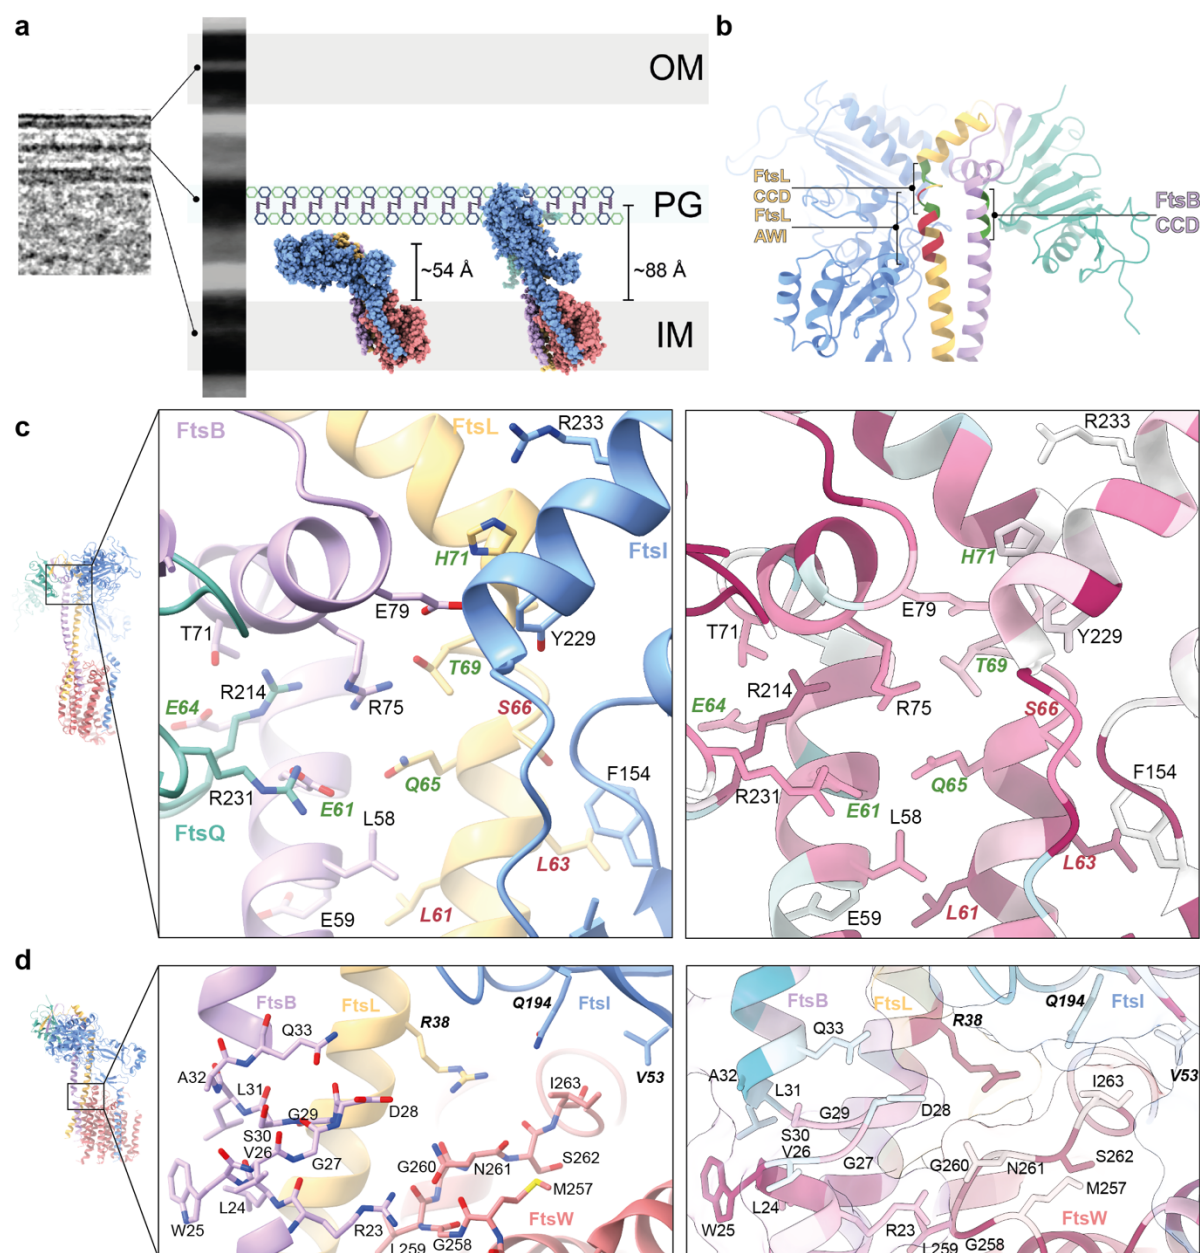 a
OM
PG
~54 Å
~88 Å
IM
b
FtsL
CCD
FtsL
AWI
FtsB
CCD
c
FtsB
FtsL
R233
H71
FtsI
E79
Y229
T71
T69
R214
E64
R75
S66
Q65
F154
R231
E61
FtsQ
L58
L63
E59
L61
R233
H71
E79
Y229
T71
T69
R214
E64
R75
S66
Q65
F154
R231
E61
L58
L63
E59
L61
d
FtsB
FtsL
Q194
FtsI
Q33
R38
V53
A32
L31
I263
G29
D28
S30
V26
G27
G260
N261
S262
M257
L24
W25
R23
L259
G258
FtsB
FtsL
Q194
FtsI
Q33
R38
V53
A32
L31
I263
G29
D28
S30
V26
G27
G260
N261
S262
M257
L24
W25
R23
FtsW
L259
G258